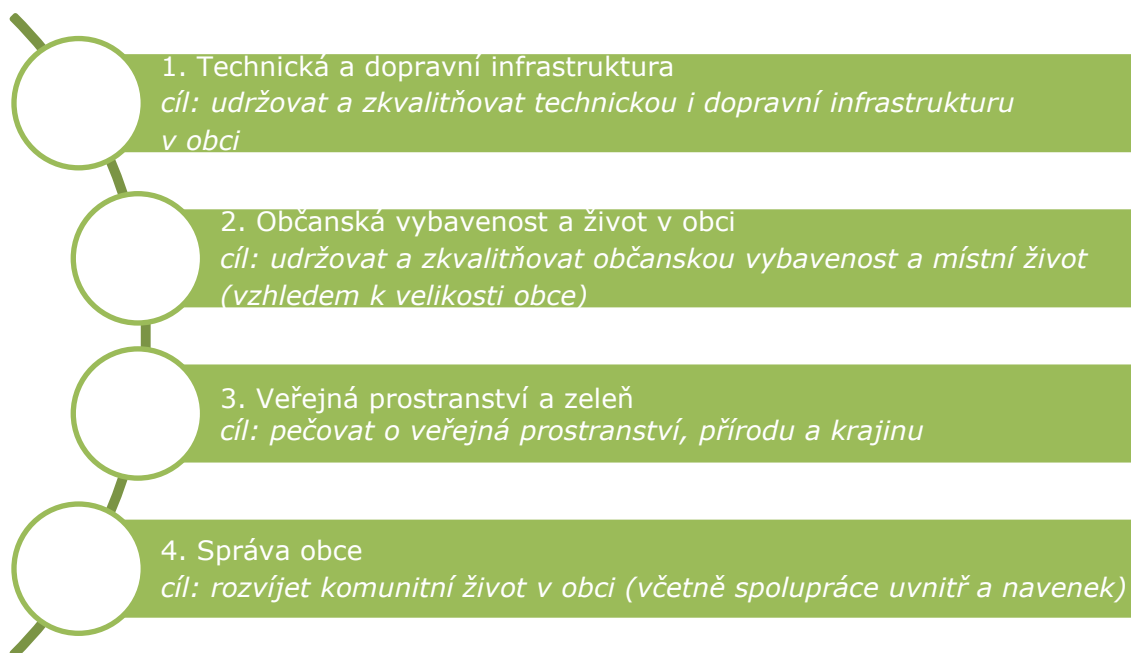 1. Technická a dopravní infrastruktura
cíl: udržovat a zkvalitňovat technickou i dopravní infrastrukturu
v obci
2. Občanská vybavenost a život v obci
cíl: udržovat a zkvalitňovat občanskou vybavenost a místní život
(vzhledem k velikosti obce)
3. Veřejná prostranství a zeleň
cíl: pečovat o veřejná prostranství, přírodu a krajinu
4. Správa obce
cíl: rozvíjet komunitní život v obci (včetně spolupráce uvnitř a navenek)